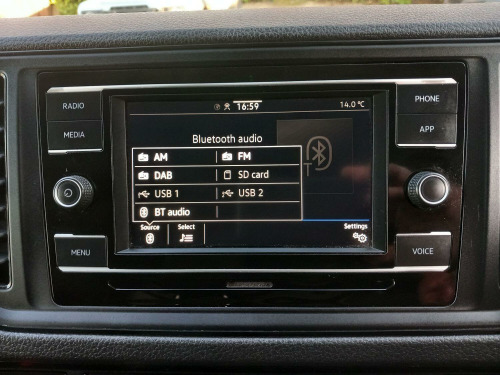 RADIO
MEDIA
MENU
16:59
14.0 °C
Bluetooth audio
AM
FM
DAB
SD card
USB 1
USB 2
BT audio
Source
Select
Settings
PHONE
APP
VOICE